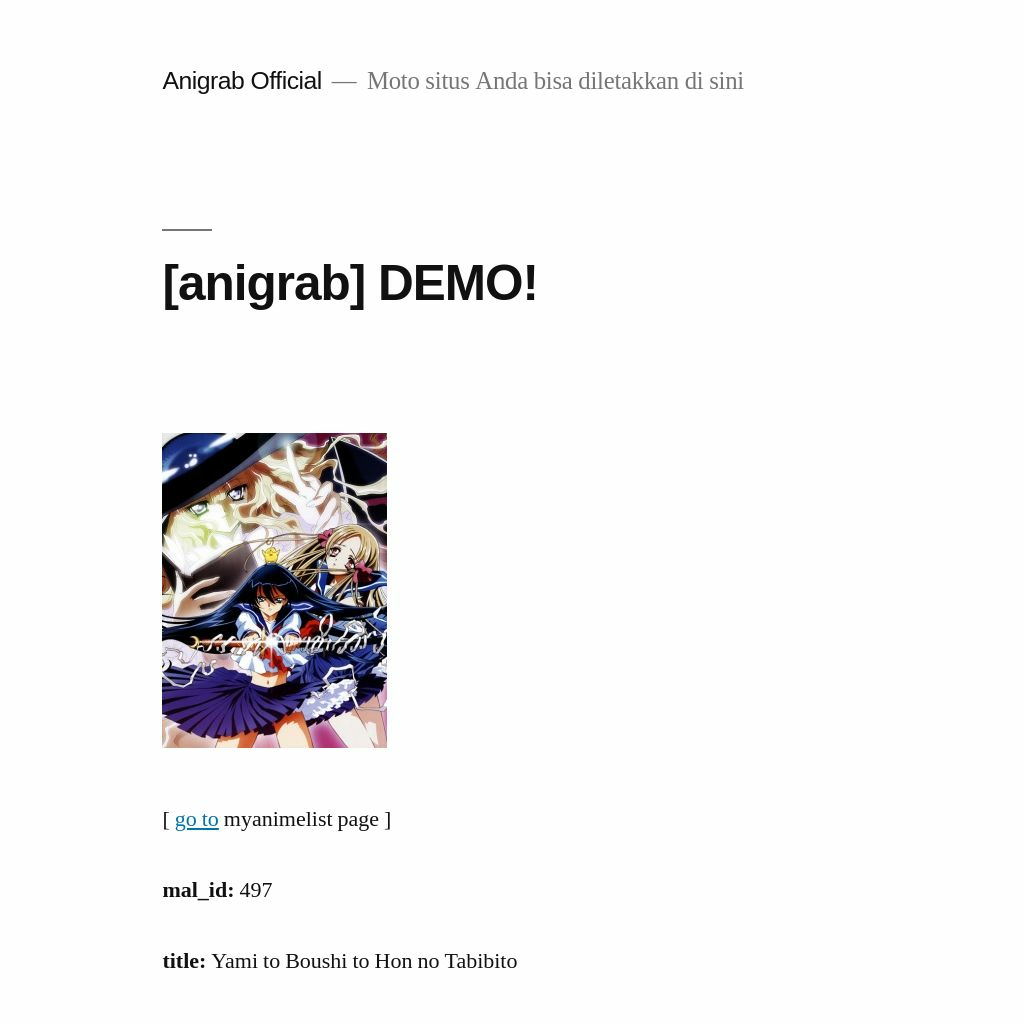 Anigrab Official — Moto situs Anda bisa diletakkan di sini
[anigrab] DEMO!
[ go to myanimelist page ]
mal_id: 497
title: Yami to Boushi to Hon no Tabibito